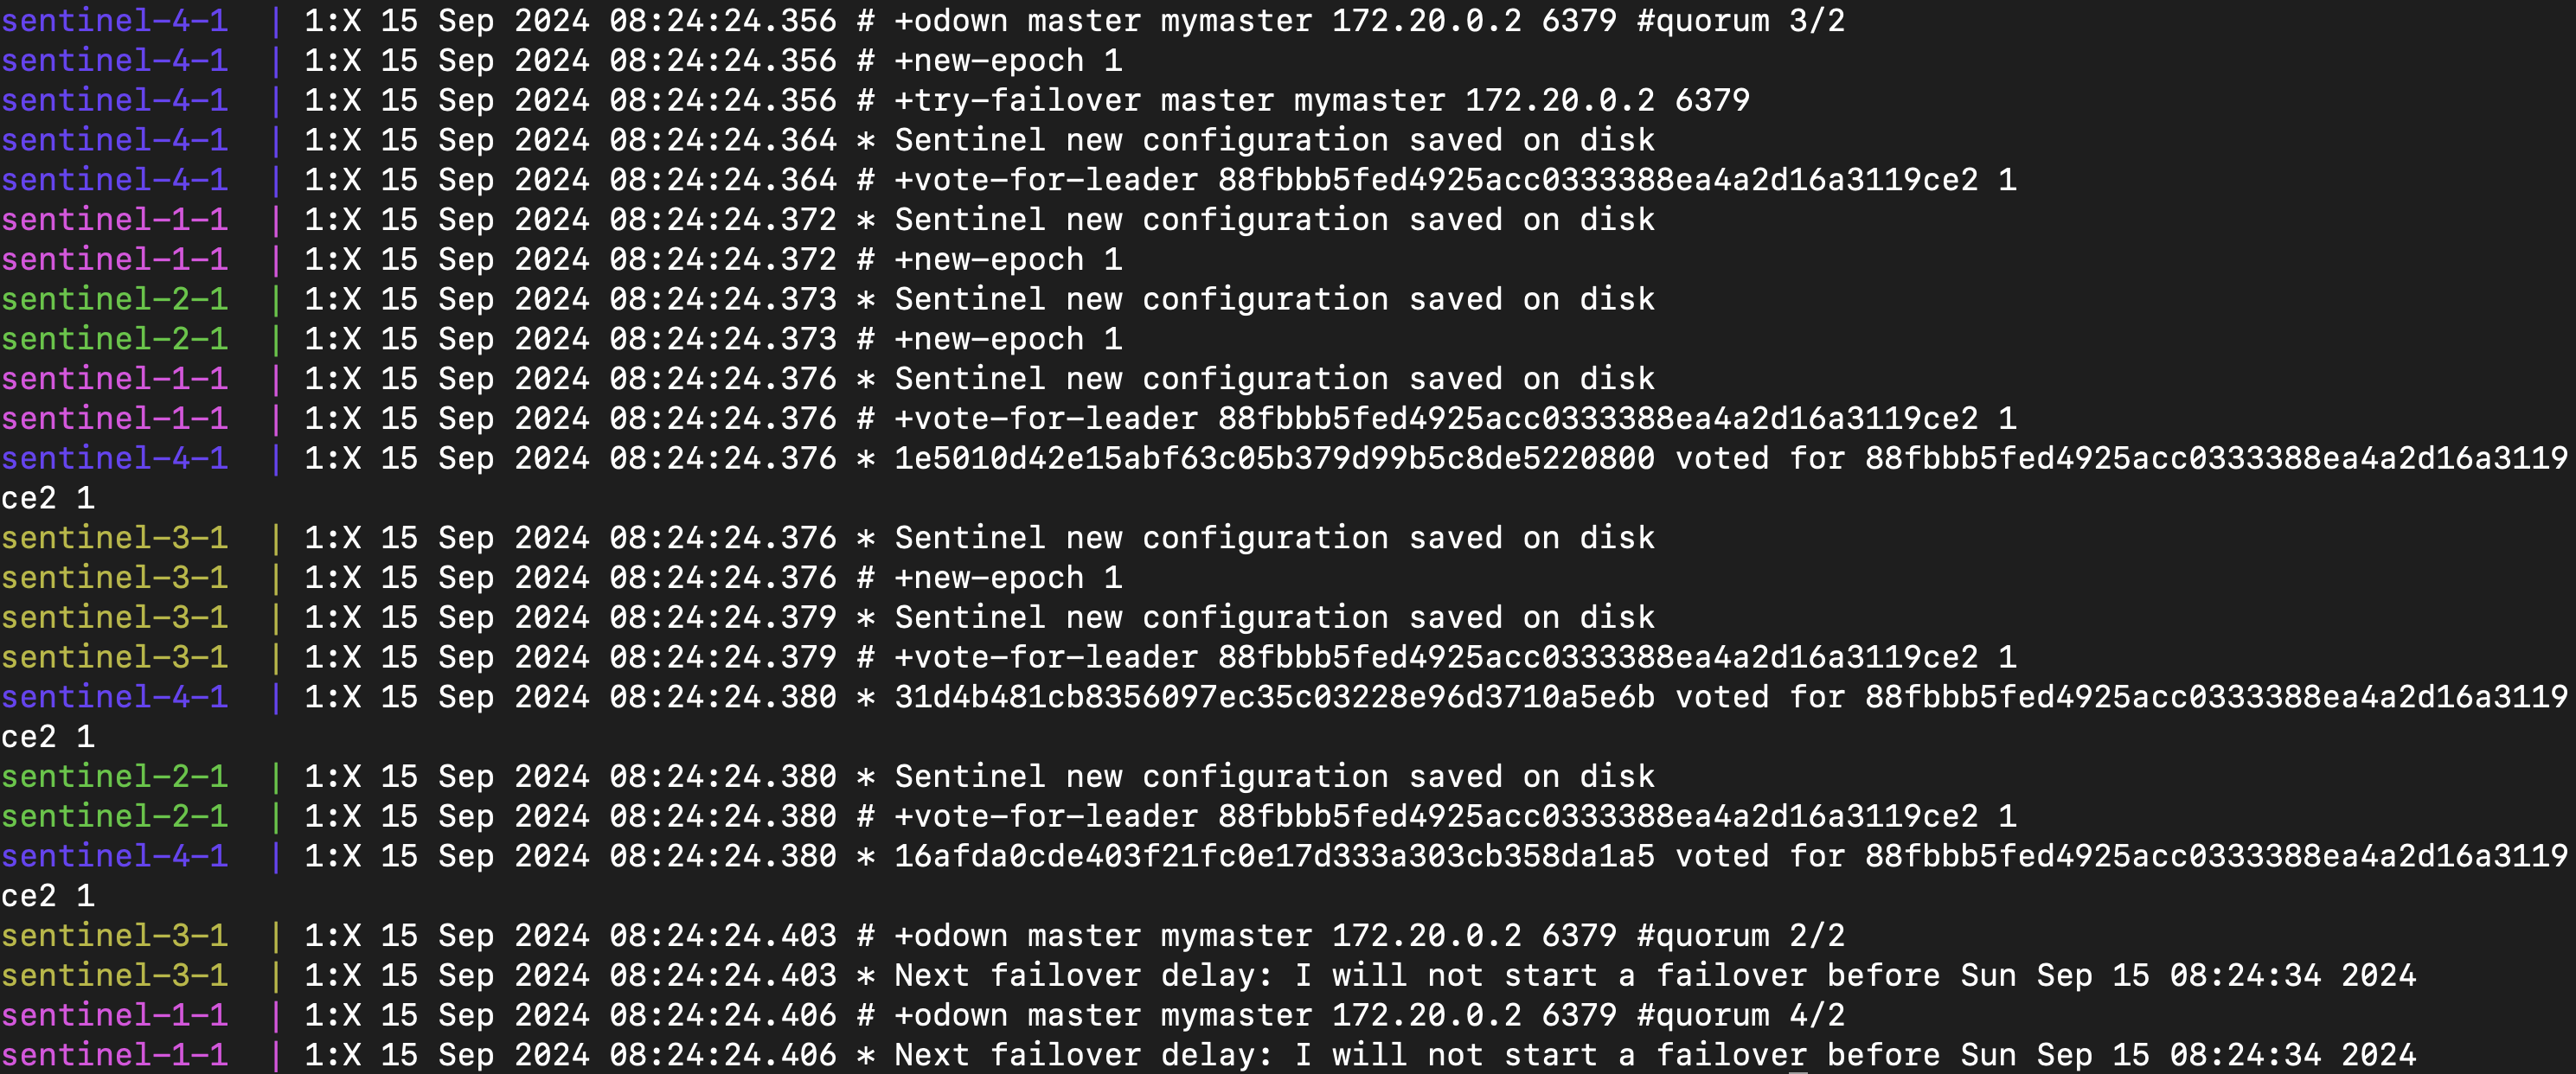 sentinel-4-1  | 1:X 15 Sep 2024 08:24:24.356 # +odown master mymaster 172.20.0.2 6379 #quorum 3/2
sentinel-4-1  | 1:X 15 Sep 2024 08:24:24.356 # +new-epoch 1
sentinel-4-1  | 1:X 15 Sep 2024 08:24:24.356 # +try-failover master mymaster 172.20.0.2 6379
sentinel-4-1  | 1:X 15 Sep 2024 08:24:24.364 * Sentinel new configuration saved on disk
sentinel-4-1  | 1:X 15 Sep 2024 08:24:24.364 # +vote-for-leader 88fbbb5fed4925acc0333388ea4a2d16a3119ce2 1
sentinel-1-1  | 1:X 15 Sep 2024 08:24:24.372 * Sentinel new configuration saved on disk
sentinel-1-1  | 1:X 15 Sep 2024 08:24:24.372 # +new-epoch 1
sentinel-2-1  | 1:X 15 Sep 2024 08:24:24.373 * Sentinel new configuration saved on disk
sentinel-2-1  | 1:X 15 Sep 2024 08:24:24.373 # +new-epoch 1
sentinel-1-1  | 1:X 15 Sep 2024 08:24:24.376 * Sentinel new configuration saved on disk
sentinel-1-1  | 1:X 15 Sep 2024 08:24:24.376 # +vote-for-leader 88fbbb5fed4925acc0333388ea4a2d16a3119ce2 1
sentinel-4-1  | 1:X 15 Sep 2024 08:24:24.376 * 1e5010d42e15abf63c05b379d99b5c8de5220800 voted for 88fbbb5fed4925acc0333388ea4a2d16a3119
ce2 1
sentinel-3-1  | 1:X 15 Sep 2024 08:24:24.376 * Sentinel new configuration saved on disk
sentinel-3-1  | 1:X 15 Sep 2024 08:24:24.376 # +new-epoch 1
sentinel-3-1  | 1:X 15 Sep 2024 08:24:24.379 * Sentinel new configuration saved on disk
sentinel-3-1  | 1:X 15 Sep 2024 08:24:24.379 # +vote-for-leader 88fbbb5fed4925acc0333388ea4a2d16a3119ce2 1
sentinel-4-1  | 1:X 15 Sep 2024 08:24:24.380 * 31d4b481cb8356097ec35c03228e96d3710a5e6b voted for 88fbbb5fed4925acc0333388ea4a2d16a3119
ce2 1
sentinel-2-1  | 1:X 15 Sep 2024 08:24:24.380 * Sentinel new configuration saved on disk
sentinel-2-1  | 1:X 15 Sep 2024 08:24:24.380 # +vote-for-leader 88fbbb5fed4925acc0333388ea4a2d16a3119ce2 1
sentinel-4-1  | 1:X 15 Sep 2024 08:24:24.380 * 16afda0cde403f21fc0e17d333a303cb358da1a5 voted for 88fbbb5fed4925acc0333388ea4a2d16a3119
ce2 1
sentinel-3-1  | 1:X 15 Sep 2024 08:24:24.403 # +odown master mymaster 172.20.0.2 6379 #quorum 2/2
sentinel-3-1  | 1:X 15 Sep 2024 08:24:24.403 * Next failover delay: I will not start a failover before Sun Sep 15 08:24:34 2024
sentinel-1-1  | 1:X 15 Sep 2024 08:24:24.406 # +odown master mymaster 172.20.0.2 6379 #quorum 4/2
sentinel-1-1  | 1:X 15 Sep 2024 08:24:24.406 * Next failover delay: I will not start a failover before Sun Sep 15 08:24:34 2024